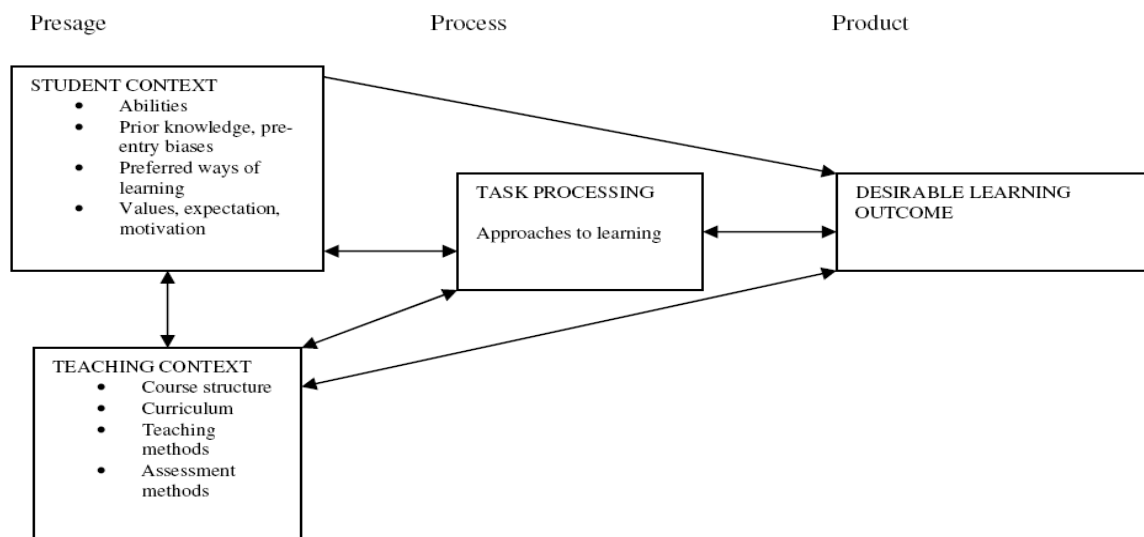 Presage
Process
Product
STUDENT CONTEXT
• Abilities
• Prior knowledge, pre-
entry biases
• Preferred ways of
learning
• Values, expectation,
motivation
TASK PROCESSING
Approaches to learning
DESIRABLE LEARNING
OUTCOME
TEACHING CONTEXT
• Course structure
• Curriculum
• Teaching
methods
• Assessment
methods